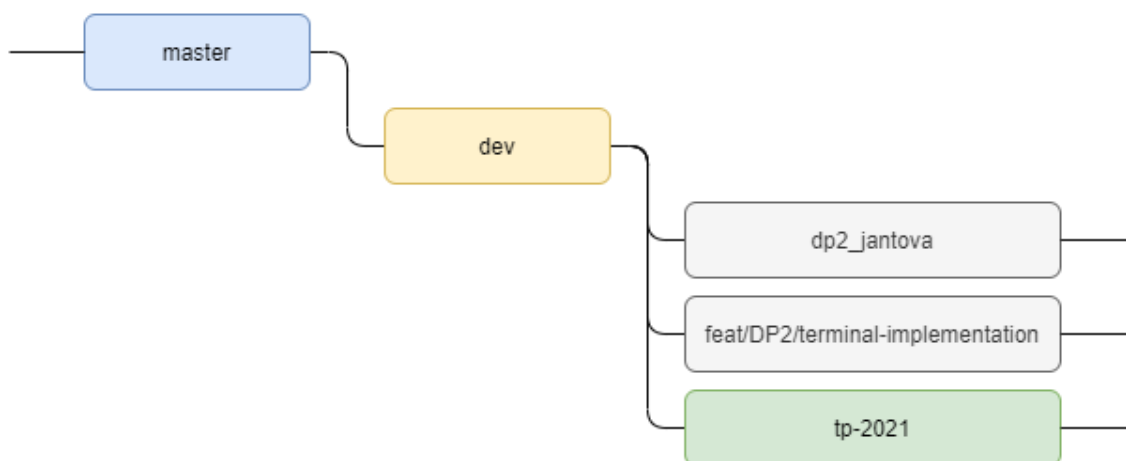 master
dev
dp2_jantova
feat/DP2/terminal-implementation
tp-2021